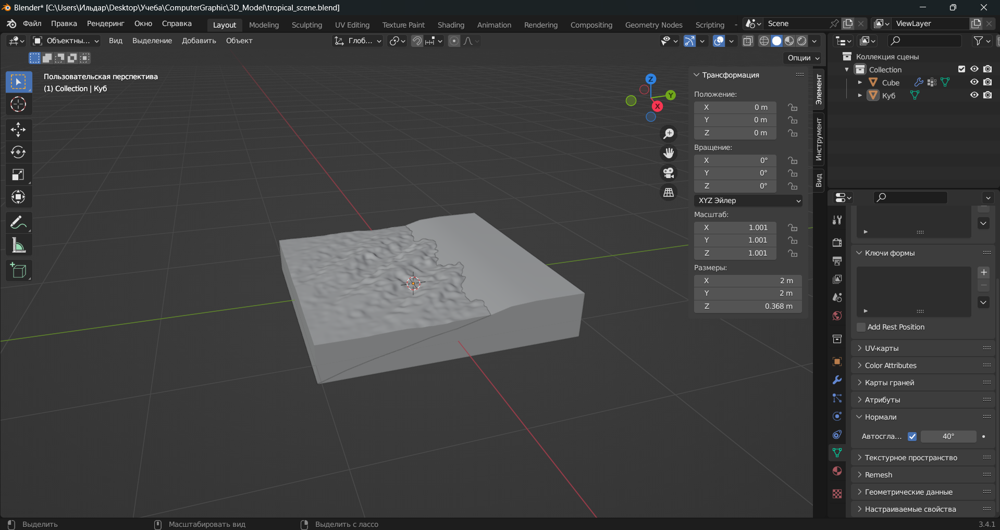 Blender* [C:\Users\Ильдар\Desktop\Учеба\ComputerGraphic\3D_Model\tropical_scene.blend]
Файл Правка Рендеринг Окно Справка Layout Modeling Sculpting UV Editing Texture Paint Shading Animation Rendering Compositing Geometry Nodes Scripting Scene ViewLayer
Объектны... Вид Выделение Добавить Объект Глоб...
Опции
Пользовательская перспектива
(1) Collection | Куб
Z
Y
X
Трансформация
Положение:
X 0 m
Y 0 m
Z 0 m
Вращение:
X 0°
Y 0°
Z 0°
XYZ Эйлер
Масштаб:
X 1.001
Y 1.001
Z 1.001
Размеры:
X 2 m
Y 2 m
Z 0.368 m
Элемент
Инструмент
Вид
Коллекция сцены
Collection
Cube
Куб
Ключи формы
Add Rest Position
UV-карты
Color Attributes
Карты граней
Атрибуты
Нормали
Автосгла... 40°
Текстурное пространство
Remesh
Геометрические данные
Настраиваемые свойства
Выделить Масштабировать вид Выделить с лассо 3.4.1